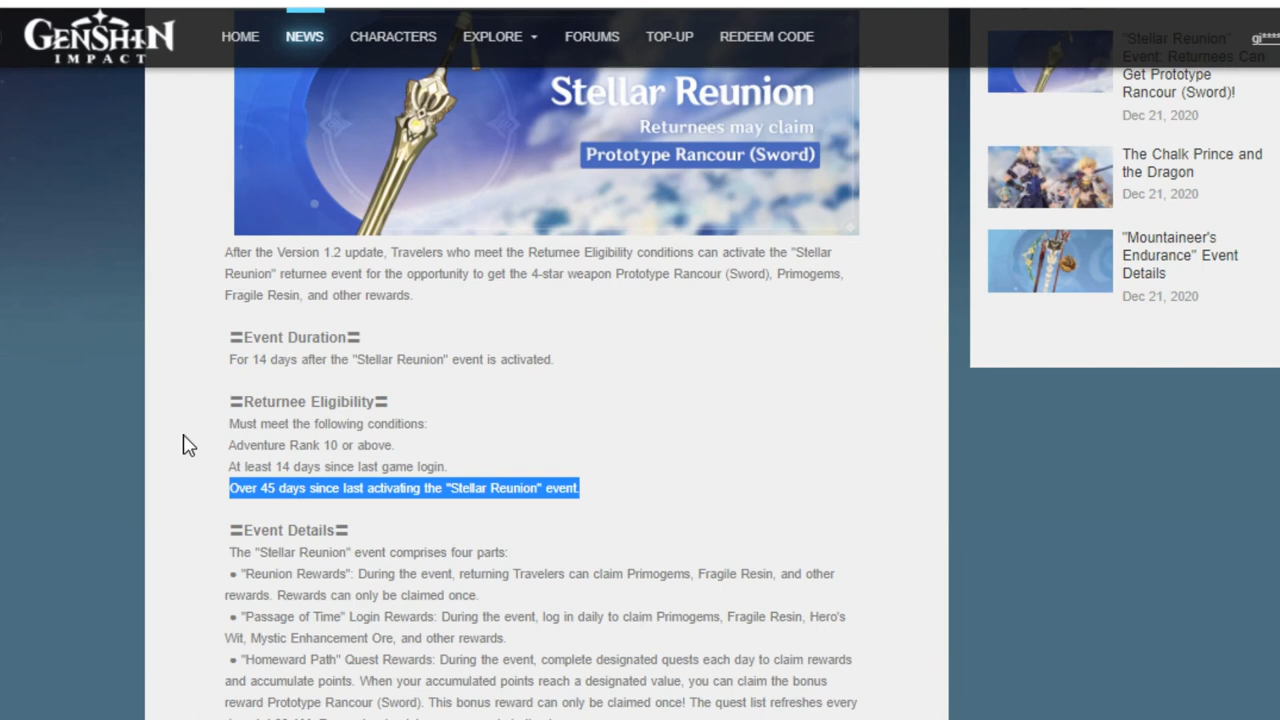 GENSHIN
IMPACT
HOME
NEWS
CHARACTERS
EXPLORE
FORUMS
TOP-UP
REDEEM CODE
gi****
Stellar Reunion
Returnees may claim
Prototype Rancour (Sword)
After the Version 1.2 update, Travelers who meet the Returnee Eligibility conditions can activate the "Stellar
Reunion" returnee event for the opportunity to get the 4-star weapon Prototype Rancour (Sword), Primogems,
Fragile Resin, and other rewards.
〓Event Duration〓
For 14 days after the "Stellar Reunion" event is activated.
〓Returnee Eligibility〓
Must meet the following conditions:
Adventure Rank 10 or above.
At least 14 days since last game login.
Over 45 days since last activating the "Stellar Reunion" event.
〓Event Details〓
The "Stellar Reunion" event comprises four parts:
● "Reunion Rewards": During the event, returning Travelers can claim Primogems, Fragile Resin, and other
rewards. Rewards can only be claimed once.
● "Passage of Time" Login Rewards: During the event, log in daily to claim Primogems, Fragile Resin, Hero's
Wit, Mystic Enhancement Ore, and other rewards.
● "Homeward Path" Quest Rewards: During the event, complete designated quests each day to claim rewards
and accumulate points. When your accumulated points reach a designated value, you can claim the bonus
reward Prototype Rancour (Sword). This bonus reward can only be claimed once! The quest list refreshes every
"Stellar Reunion"
Event: Returnees Can
Get Prototype
Rancour (Sword)!
Dec 21, 2020
The Chalk Prince and
the Dragon
Dec 21, 2020
"Mountaineer's
Endurance" Event
Details
Dec 21, 2020